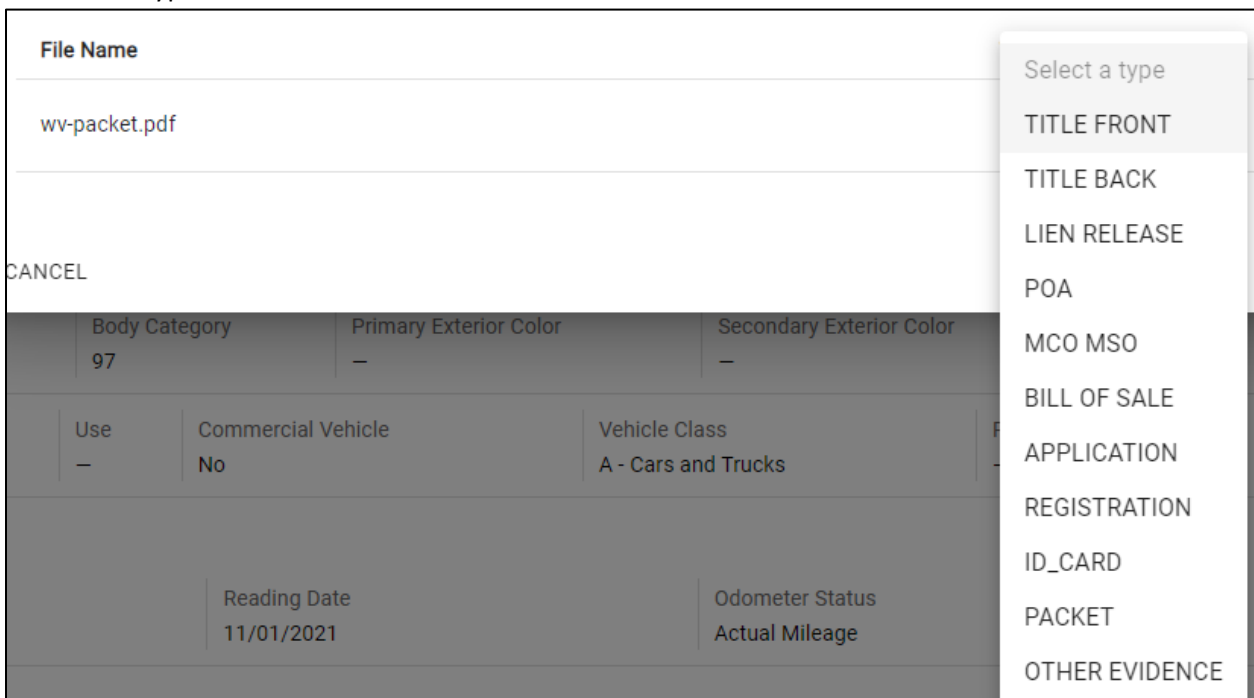 File Name
wv-packet.pdf
CANCEL
Select a type
TITLE FRONT
TITLE BACK
LIEN RELEASE
POA
MCO MSO
BILL OF SALE
APPLICATION
REGISTRATION
ID_CARD
PACKET
OTHER EVIDENCE
Body Category
97
Primary Exterior Color
—
Secondary Exterior Color
—
Use
—
Commercial Vehicle
No
Vehicle Class
A - Cars and Trucks
Reading Date
11/01/2021
Odometer Status
Actual Mileage